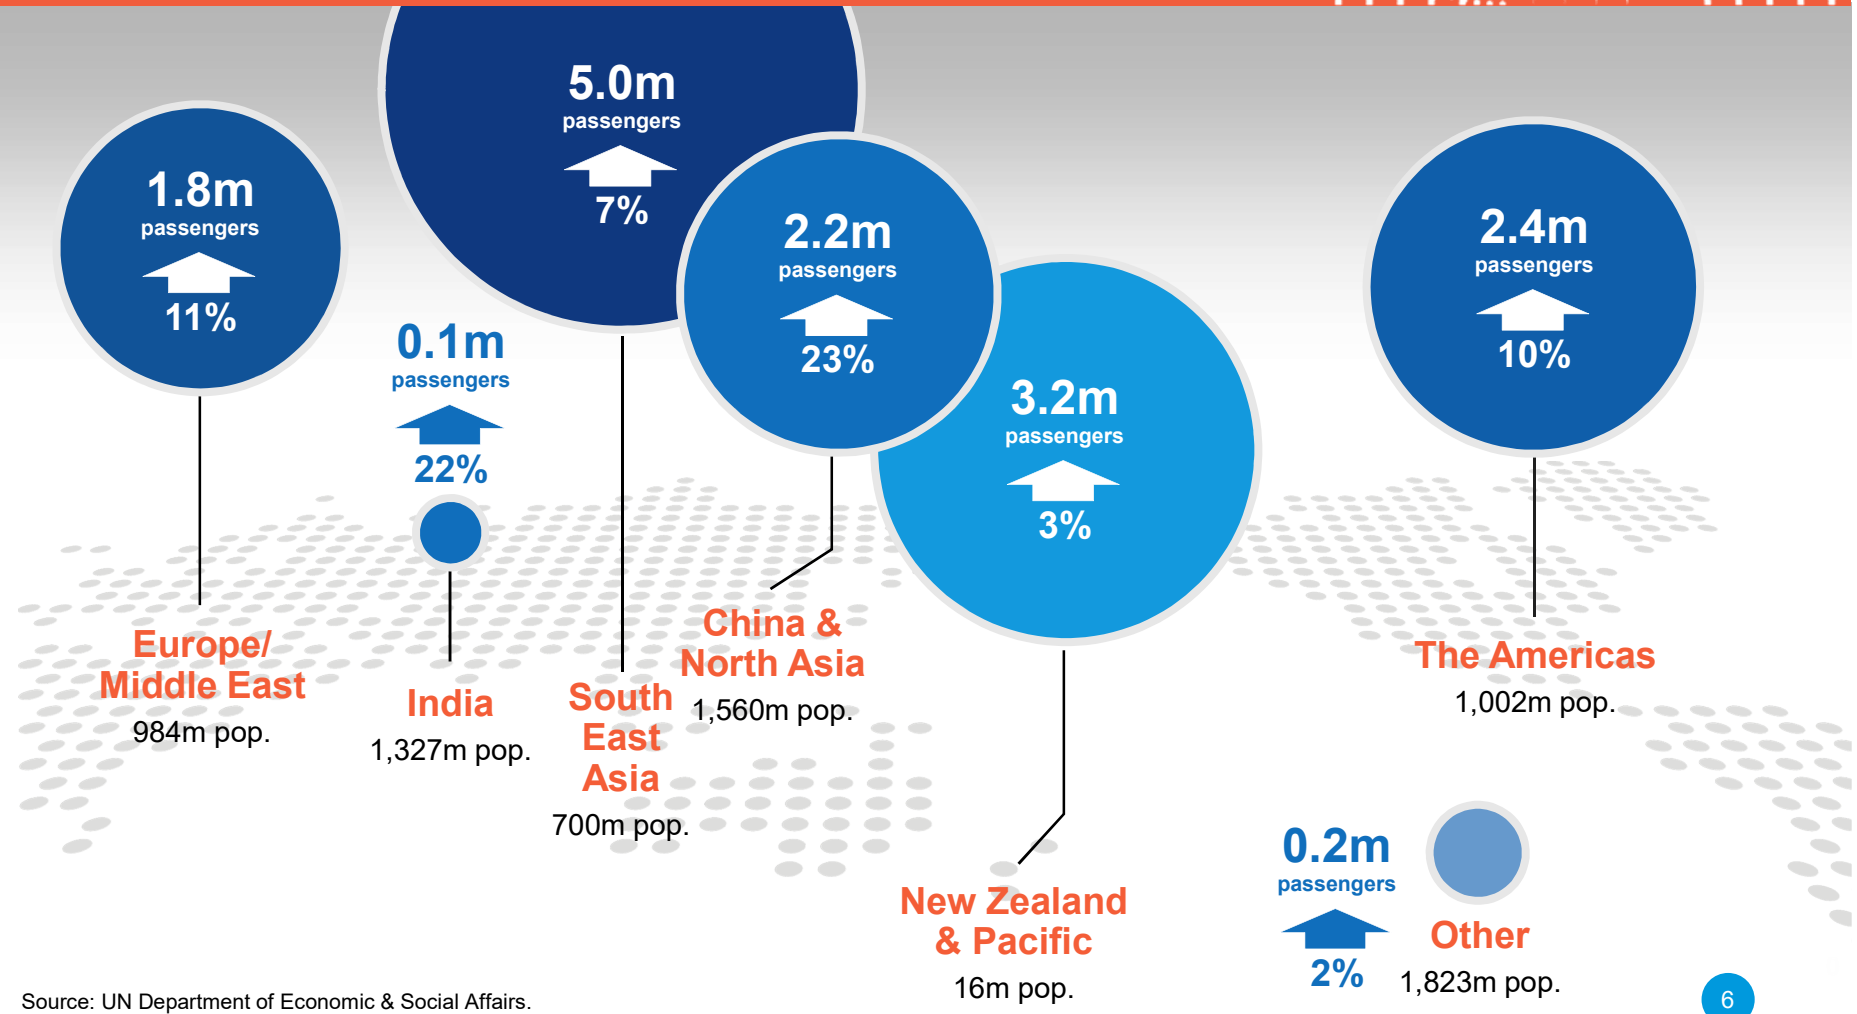 1.8m
passengers
11%
Europe/
Middle East
984m pop.
0.1m
passengers
22%
India
1,327m pop.
5.0m
passengers
7%
South
East
Asia
700m pop.
2.2m
passengers
23%
China &
North Asia
1,560m pop.
3.2m
passengers
3%
New Zealand
& Pacific
16m pop.
2.4m
passengers
10%
The Americas
1,002m pop.
0.2m
passengers
2%
Other
1,823m pop.
Source: UN Department of Economic & Social Affairs.
6